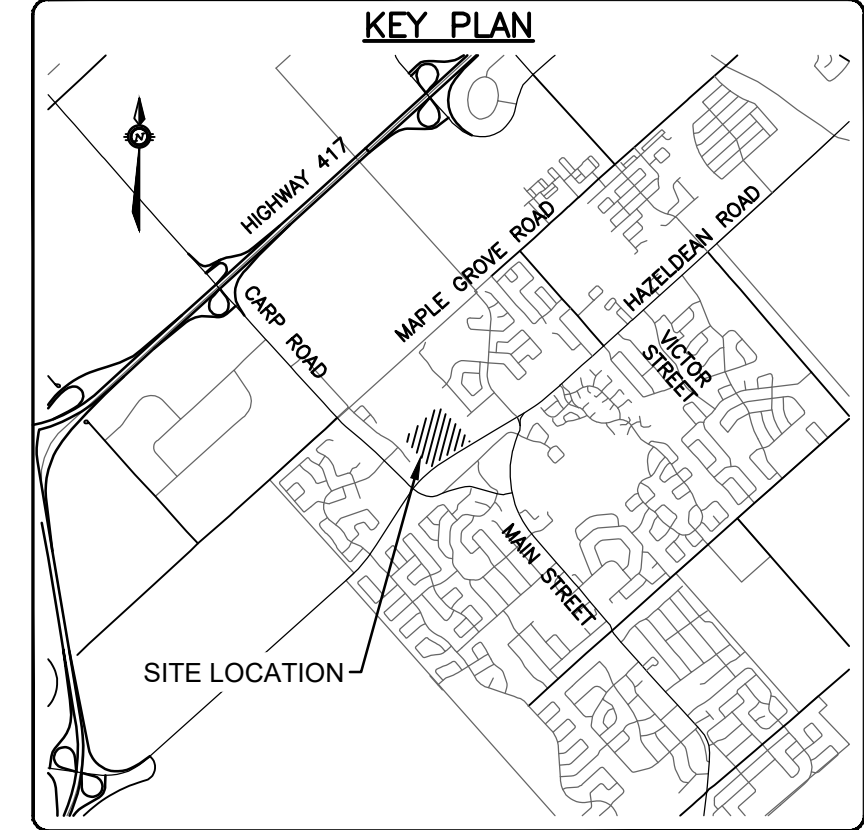 KEY PLAN
N
HIGHWAY 417
CARP ROAD
MAPLE GROVE ROAD
HAZELDEAN ROAD
VICTOR
STREET
MAIN STREET
SITE LOCATION